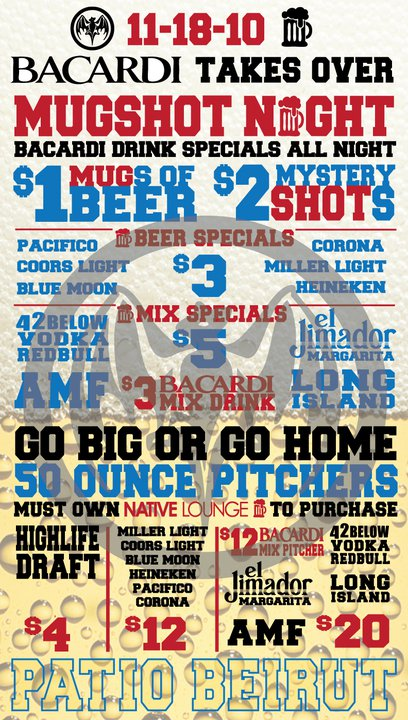 11-18-10
BACARDI TAKES OVER
MUGSHOT NIGHT
BACARDI DRINK SPECIALS ALL NIGHT
$1 MUGS OF BEER
$2 MYSTERY SHOTS
BEER SPECIALS
PACIFICO
COORS LIGHT
BLUE MOON
$3
CORONA
MILLER LIGHT
HEINEKEN
MIX SPECIALS
42 BELOW
VODKA
REDBULL
$5
el Jimador
MARGARITA
AMF
$3 BACARDI MIX DRINK
LONG
ISLAND
GO BIG OR GO HOME
50 OUNCE PITCHERS
MUST OWN NATIVE LOUNGE TO PURCHASE
HIGHLIFE
DRAFT
$4
MILLER LIGHT
COORS LIGHT
BLUE MOON
HEINEKEN
PACIFICO
CORONA
$12
$12 BACARDI MIX PITCHER
42 BELOW
VODKA
REDBULL
el Jimador
MARGARITA
LONG
ISLAND
AMF $20
PATIO BEIRUT